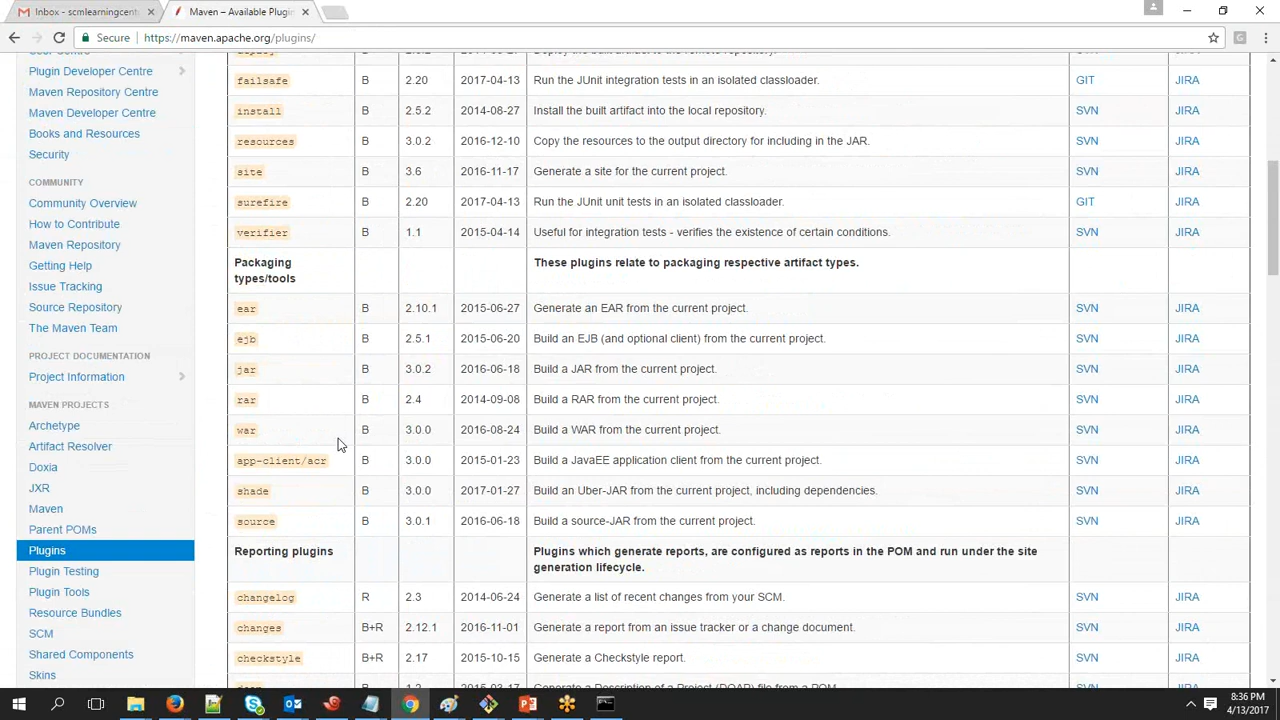 Inbox - scmlearningcent
Maven – Available Plugin
Secure https://maven.apache.org/plugins/
Plugin Developer Centre
Maven Repository Centre
Maven Developer Centre
Books and Resources
Security
COMMUNITY
Community Overview
How to Contribute
Maven Repository
Getting Help
Issue Tracking
Source Repository
The Maven Team
PROJECT DOCUMENTATION
Project Information
MAVEN PROJECTS
Archetype
Artifact Resolver
Doxia
JXR
Maven
Parent POMs
Plugins
Plugin Testing
Plugin Tools
Resource Bundles
SCM
Shared Components
Skins
failsafe B 2.20 2017-04-13 Run the JUnit integration tests in an isolated classloader. GIT JIRA
install B 2.5.2 2014-08-27 Install the built artifact into the local repository. SVN JIRA
resources B 3.0.2 2016-12-10 Copy the resources to the output directory for including in the JAR. SVN JIRA
site B 3.6 2016-11-17 Generate a site for the current project. SVN JIRA
surefire B 2.20 2017-04-13 Run the JUnit unit tests in an isolated classloader. GIT JIRA
verifier B 1.1 2015-04-14 Useful for integration tests - verifies the existence of certain conditions. SVN JIRA
Packaging These plugins relate to packaging respective artifact types.
types/tools
ear B 2.10.1 2015-06-27 Generate an EAR from the current project. SVN JIRA
ejb B 2.5.1 2015-06-20 Build an EJB (and optional client) from the current project. SVN JIRA
jar B 3.0.2 2016-06-18 Build a JAR from the current project. SVN JIRA
rar B 2.4 2014-09-08 Build a RAR from the current project. SVN JIRA
war B 3.0.0 2016-08-24 Build a WAR from the current project. SVN JIRA
app-client/acr B 3.0.0 2015-01-23 Build a JavaEE application client from the current project. SVN JIRA
shade B 3.0.0 2017-01-27 Build an Uber-JAR from the current project, including dependencies. SVN JIRA
source B 3.0.1 2016-06-18 Build a source-JAR from the current project. SVN JIRA
Reporting plugins Plugins which generate reports, are configured as reports in the POM and run under the site
generation lifecycle.
changelog R 2.3 2014-06-24 Generate a list of recent changes from your SCM. SVN JIRA
changes B+R 2.12.1 2016-11-01 Generate a report from an issue tracker or a change document. SVN JIRA
checkstyle B+R 2.17 2015-10-15 Generate a Checkstyle report. SVN JIRA
8:36 PM
4/13/2017